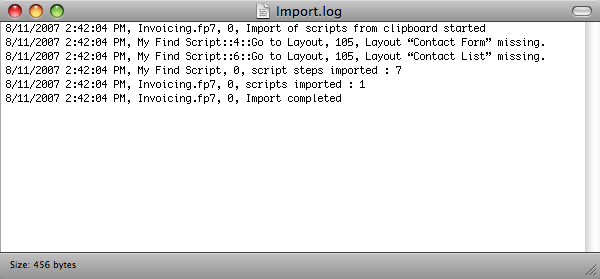 Import.log
8/11/2007 2:42:04 PM, Invoicing.fp7, 0, Import of scripts from clipboard started
8/11/2007 2:42:04 PM, My Find Script::4::Go to Layout, 105, Layout “Contact Form” missing.
8/11/2007 2:42:04 PM, My Find Script::6::Go to Layout, 105, Layout “Contact List” missing.
8/11/2007 2:42:04 PM, My Find Script, 0, script steps imported : 7
8/11/2007 2:42:04 PM, Invoicing.fp7, 0, scripts imported : 1
8/11/2007 2:42:04 PM, Invoicing.fp7, 0, Import completed
Size: 456 bytes